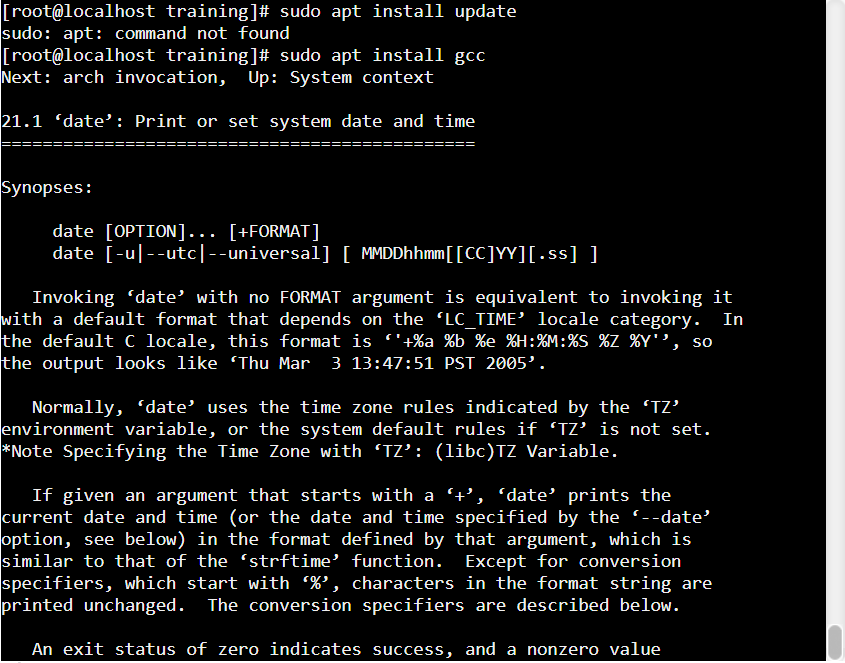 [root@localhost training]# sudo apt install update
sudo: apt: command not found
[root@localhost training]# sudo apt install gcc
Next: arch invocation,  Up: System context

21.1 ‘date’: Print or set system date and time
==============================================

Synopses:

     date [OPTION]... [+FORMAT]
     date [-u|--utc|--universal] [ MMDDhhmm[[CC]YY][.ss] ]

   Invoking ‘date’ with no FORMAT argument is equivalent to invoking it
with a default format that depends on the ‘LC_TIME’ locale category.  In
the default C locale, this format is ‘'+%a %b %e %H:%M:%S %Z %Y'’, so
the output looks like ‘Thu Mar  3 13:47:51 PST 2005’.

   Normally, ‘date’ uses the time zone rules indicated by the ‘TZ’
environment variable, or the system default rules if ‘TZ’ is not set.
*Note Specifying the Time Zone with ‘TZ’: (libc)TZ Variable.

   If given an argument that starts with a ‘+’, ‘date’ prints the
current date and time (or the date and time specified by the ‘--date’
option, see below) in the format defined by that argument, which is
similar to that of the ‘strftime’ function.  Except for conversion
specifiers, which start with ‘%’, characters in the format string are
printed unchanged.  The conversion specifiers are described below.

   An exit status of zero indicates success, and a nonzero value